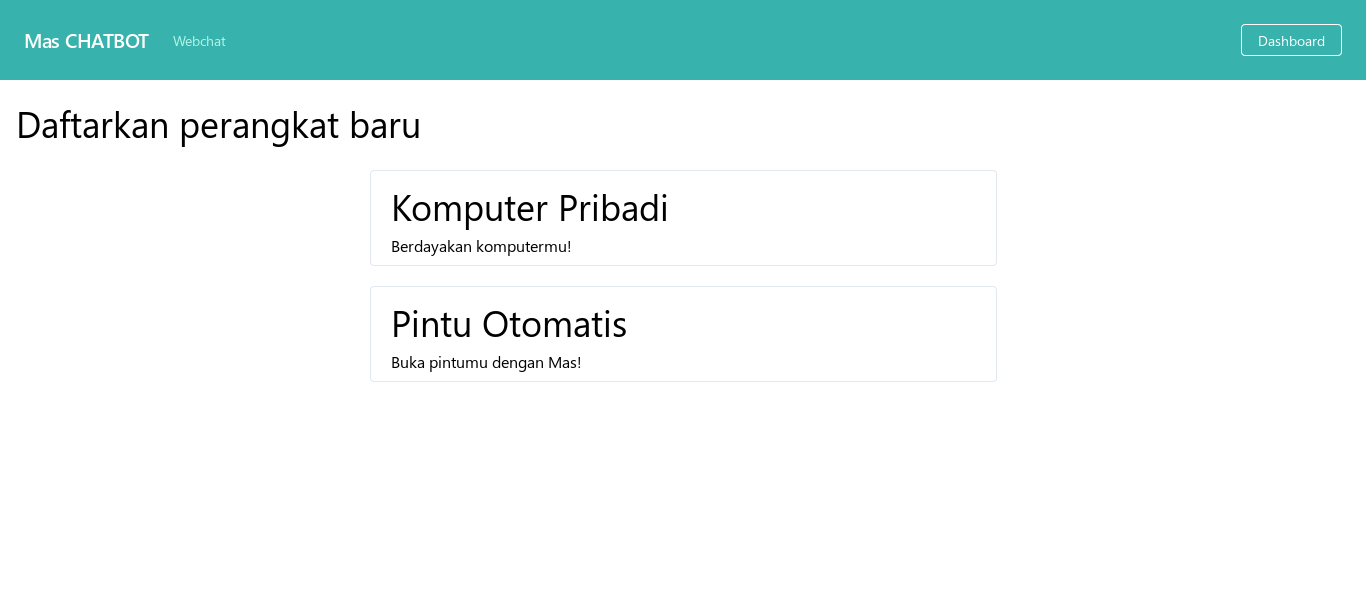 Mas CHATBOT Webchat Dashboard
Daftarkan perangkat baru
Komputer Pribadi
Berdayakan komputermu!
Pintu Otomatis
Buka pintumu dengan Mas!